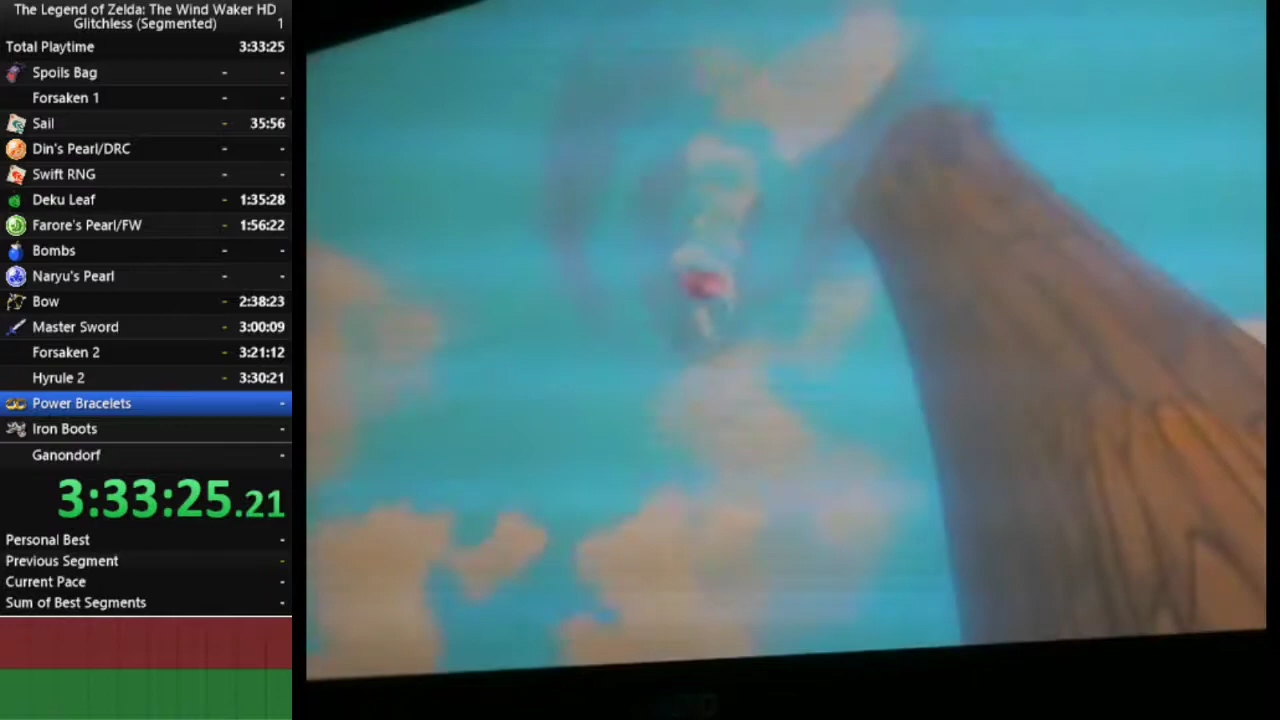 The Legend of Zelda: The Wind Waker HD
Glitchless (Segmented) 1
Total Playtime 3:33:25
Spoils Bag - -
Forsaken 1 - -
Sail - 35:56
Din's Pearl/DRC - -
Swift RNG - -
Deku Leaf - 1:35:28
Farore's Pearl/FW - 1:56:22
Bombs - -
Naryu's Pearl - -
Bow - 2:38:23
Master Sword - 3:00:09
Forsaken 2 - 3:21:12
Hyrule 2 - 3:30:21
Power Bracelets -
Iron Boots -
Ganondorf -
3:33:25.21
Personal Best -
Previous Segment -
Current Pace -
Sum of Best Segments -